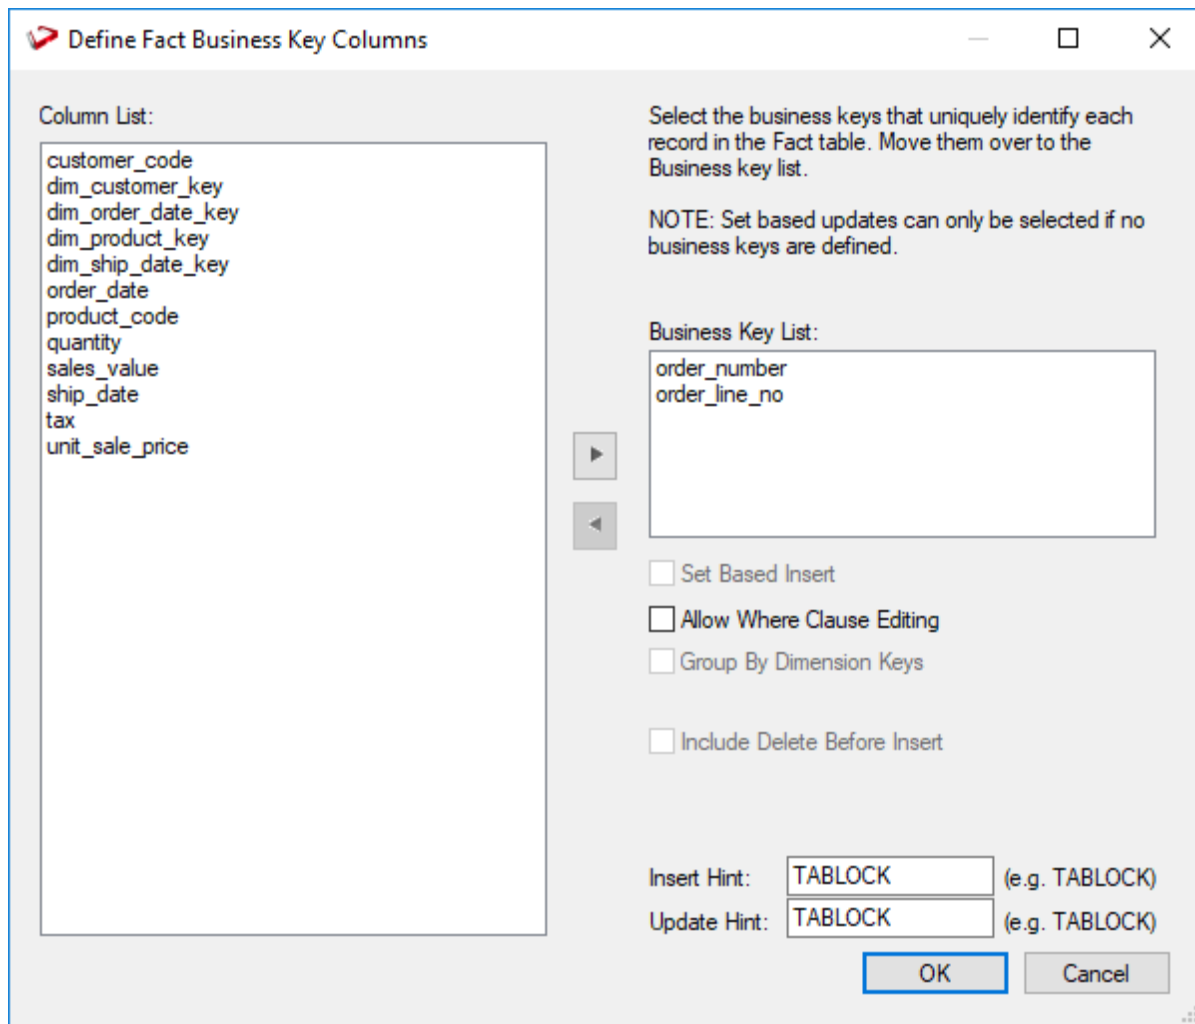 Define Fact Business Key Columns
Column List:
customer_code
dim_customer_key
dim_order_date_key
dim_product_key
dim_ship_date_key
order_date
product_code
quantity
sales_value
ship_date
tax
unit_sale_price
Select the business keys that uniquely identify each
record in the Fact table. Move them over to the
Business key list.
NOTE: Set based updates can only be selected if no
business keys are defined.
Business Key List:
order_number
order_line_no
Set Based Insert
Allow Where Clause Editing
Group By Dimension Keys
Include Delete Before Insert
Insert Hint: TABLOCK (e.g. TABLOCK)
Update Hint: TABLOCK (e.g. TABLOCK)
OK Cancel